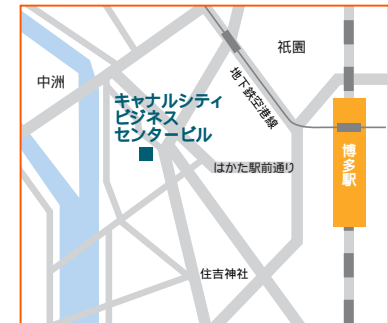 祇園
中洲
地下鉄空港線
キャナルシティ
ビジネス
センタービル
博多駅
はかた駅前通り
住吉神社